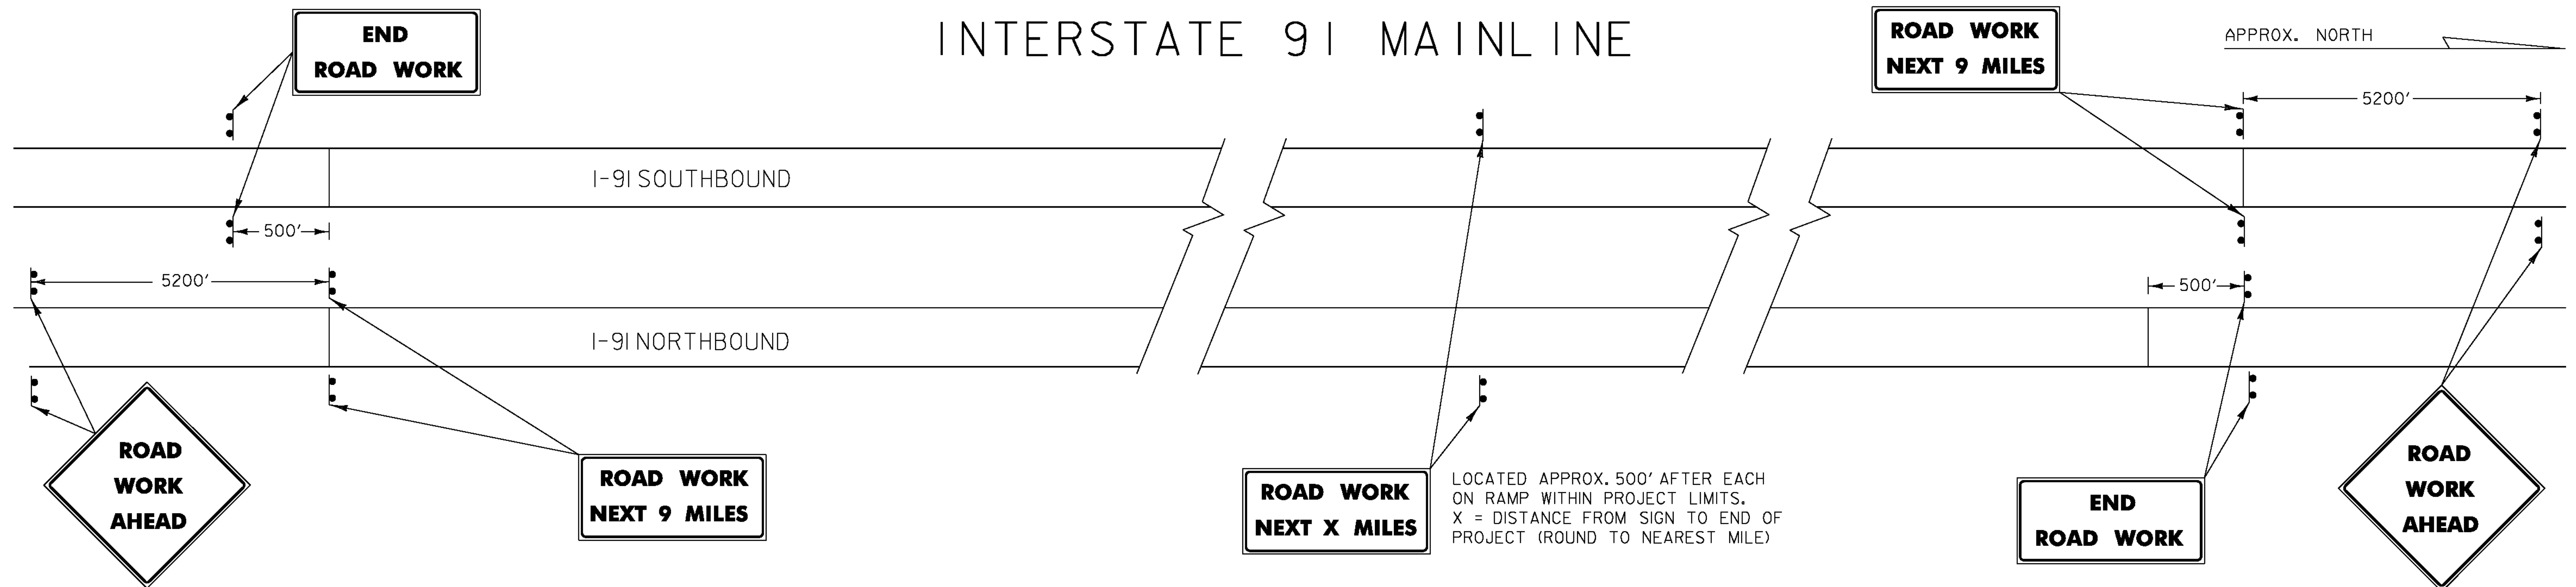 INTERSTATE 91 MAINLINE
END
ROAD WORK
ROAD WORK
NEXT 9 MILES
APPROX. NORTH
5200'
I-91 SOUTHBOUND
500'
5200'
500'
I-91 NORTHBOUND
ROAD
WORK
AHEAD
ROAD WORK
NEXT 9 MILES
ROAD WORK
NEXT X MILES
LOCATED APPROX. 500' AFTER EACH
ON RAMP WITHIN PROJECT LIMITS.
X = DISTANCE FROM SIGN TO END OF
PROJECT (ROUND TO NEAREST MILE)
END
ROAD WORK
ROAD
WORK
AHEAD